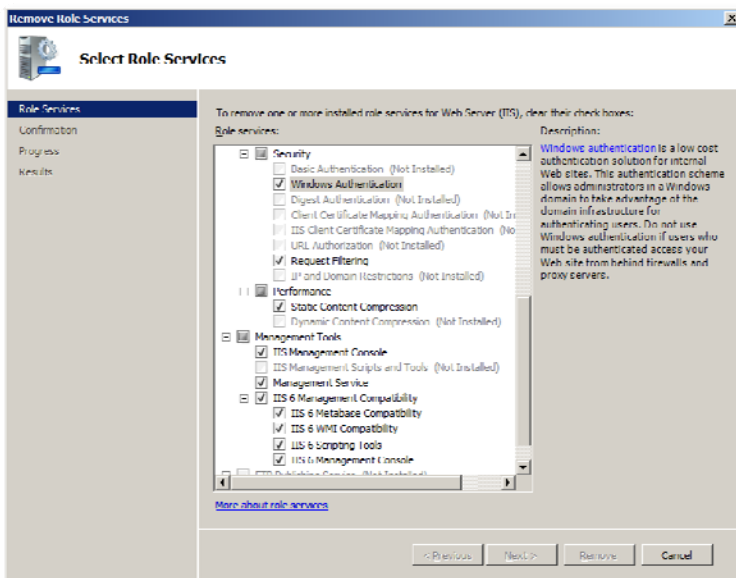 Remove Role Services
Select Role Services
Role Services
Confirmation
Progress
Results
To remove one or more installed role services for Web Server (IIS), clear their check boxes:
Role services:
Security
Basic Authentication (Not Installed)
Windows Authentication
Digest Authentication (Not Installed)
Client Certificate Mapping Authentication (Not In
IIS Client Certificate Mapping Authentication (No
URL Authorization (Not Installed)
Request Filtering
IP and Domain Restrictions (Not Installed)
Performance
Static Content Compression
Dynamic Content Compression (Not Installed)
Management Tools
IIS Management Console
IIS Management Scripts and Tools (Not Installed)
Management Service
IIS 6 Management Compatibility
IIS 6 Metabase Compatibility
IIS 6 WMI Compatibility
IIS 6 Scripting Tools
IIS 6 Management Console
FTP Publishing Service (Not Installed)
Description:
Windows authentication is a low cost
authentication solution for internal
Web sites. This authentication scheme
allows administrators in a Windows
domain to take advantage of the
domain infrastructure for
authenticating users. Do not use
Windows authentication if users who
must be authenticated access your
Web site from behind firewalls and
proxy servers.
More about role services
< Previous
Next >
Remove
Cancel